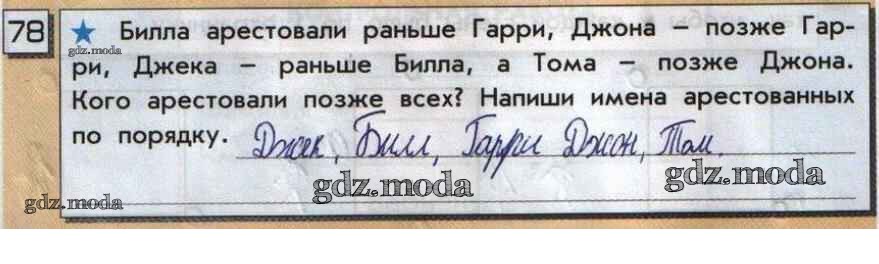 78 ★ Билла арестовали раньше Гарри, Джона – позже Гар-
gdz.moda
ри, Джека – раньше Билла, а Тома – позже Джона.
Кого арестовали позже всех? Напиши имена арестованных
по порядку. Джек, Билл, Гарри Джон, Том.
gdz.moda
gdz.moda
gdz.moda